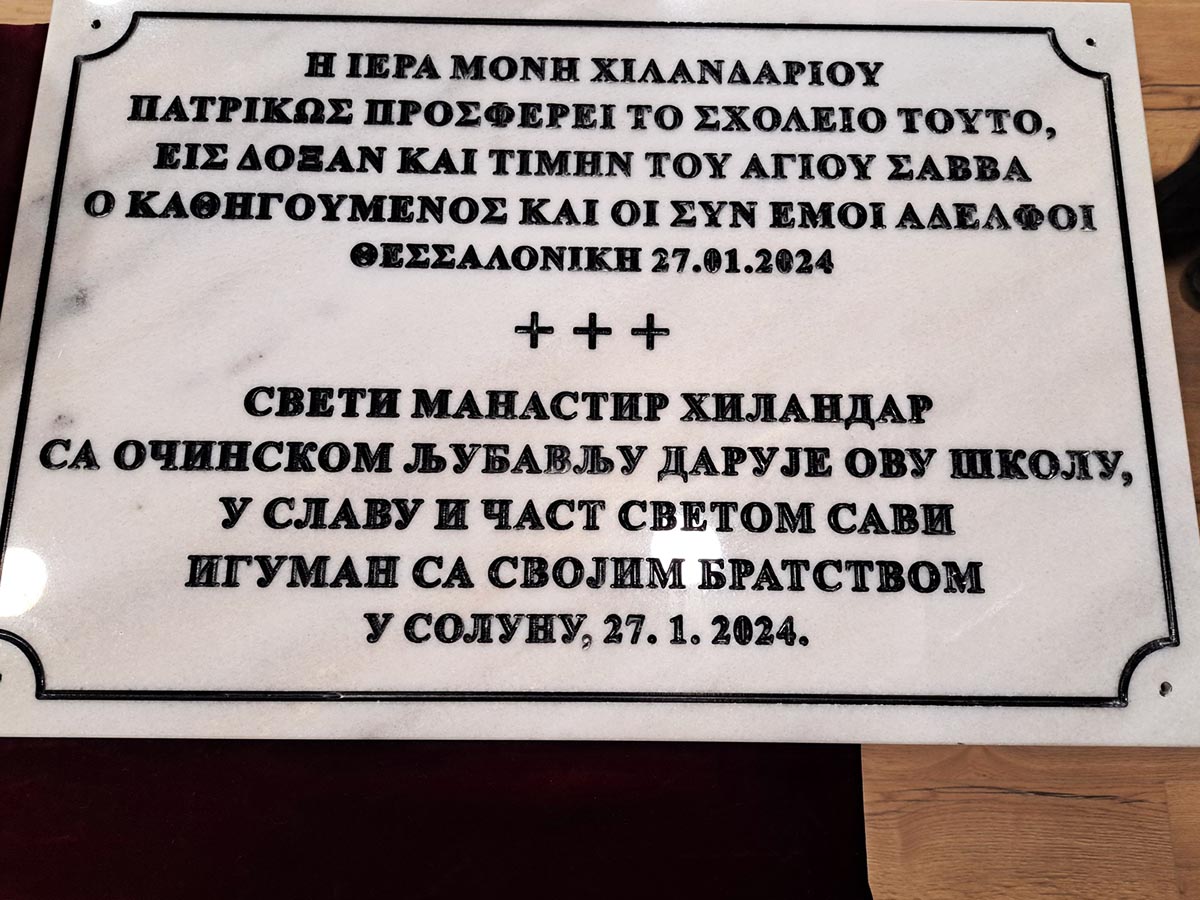 Η ΙΕΡΑ ΜΟΝΗ ΧΙΛΑΝΔΑΡΙΟΥ
ΠΑΤΡΙΚΩΣ ΠΡΟΣΦΕΡΕΙ ΤΟ ΣΧΟΛΕΙΟ ΤΟΥΤΟ,
ΕΙΣ ΔΟΞΑΝ ΚΑΙ ΤΙΜΗΝ ΤΟΥ ΑΓΙΟΥ ΣΑΒΒΑ
Ο ΚΑΘΗΓΟΥΜΕΝΟΣ ΚΑΙ ΟΙ ΣΥΝ ΕΜΟΙ ΑΔΕΛΦΟΙ
ΘΕΣΣΑΛΟΝΙΚΗ 27.01.2024
+ + +
СВЕТИ МАНАСТИР ХИЛАНДАР
СА ОЧИНСКОМ ЉУБАВЉУ ДАРУЈЕ ОВУ ШКОЛУ,
У СЛАВУ И ЧАСТ СВЕТОМ САВИ
ИГУМАН СА СВОЈИМ БРАТСТВОМ
У СОЛУНУ, 27. 1. 2024.